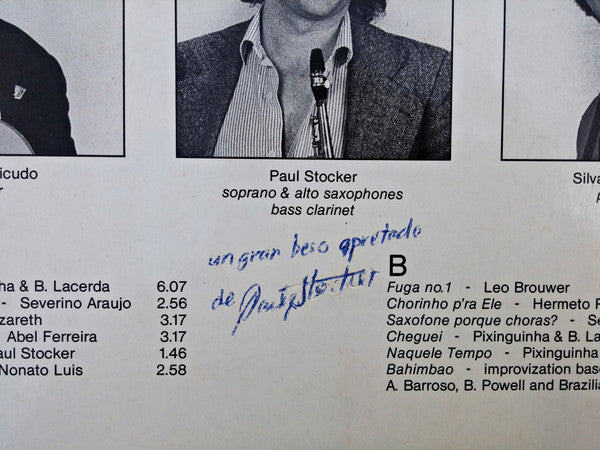 icudo
r
Paul Stocker
soprano & alto saxophones
bass clarinet
Silva
p
un gran beso apretado
de Paul Stocker
ha & B. Lacerda 6.07
- Severino Araujo 2.56
zareth 3.17
Abel Ferreira 3.17
aul Stocker 1.46
Nonato Luis 2.58
B
Fuga no.1 - Leo Brouwer
Chorinho p'ra Ele - Hermeto P
Saxofone porque choras? - Se
Cheguei - Pixinguinha & B. La
Naquele Tempo - Pixinguinha
Bahimbao - improvization base
A. Barroso, B. Powell and Brazilia